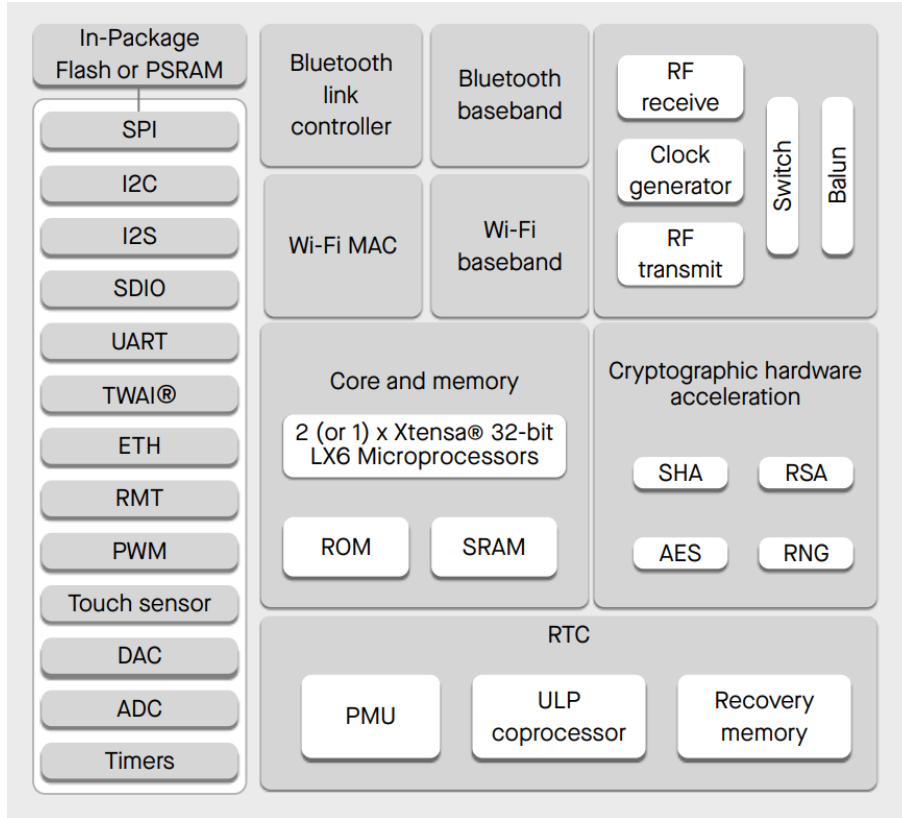 In-Package
Flash or PSRAM
SPI
I2C
I2S
SDIO
UART
TWAI®
ETH
RMT
PWM
Touch sensor
DAC
ADC
Timers
Bluetooth
link
controller
Bluetooth
baseband
Wi-Fi MAC
Wi-Fi
baseband
RF
receive
Clock
generator
RF
transmit
Switch
Balun
Core and memory
2 (or 1) x Xtensa® 32-bit
LX6 Microprocessors
ROM
SRAM
Cryptographic hardware
acceleration
SHA
RSA
AES
RNG
RTC
PMU
ULP
coprocessor
Recovery
memory